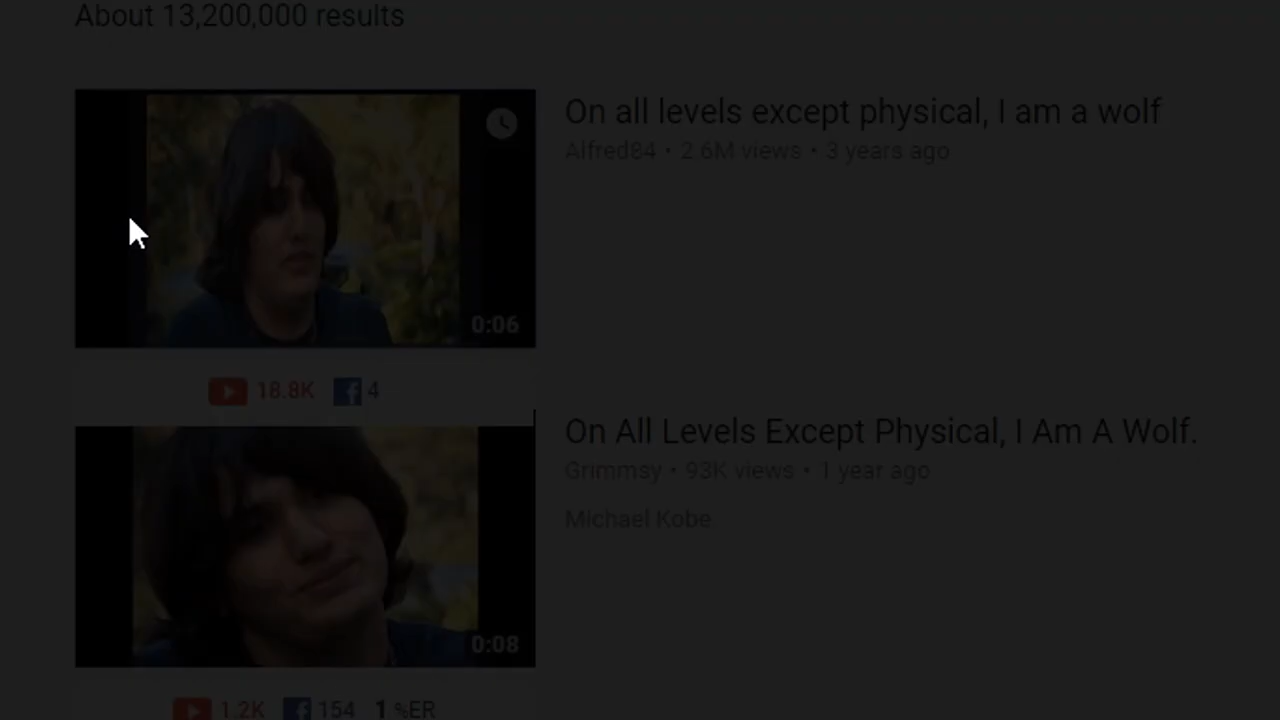 About 13,200,000 results
On all levels except physical, I am a wolf
Alfred84 • 2.6M views • 3 years ago
0:06
18.8K f 4
On All Levels Except Physical, I Am A Wolf.
Grimmsy • 93K views • 1 year ago
Michael Kobe.
0:08
1.2K f 154 1 %ER